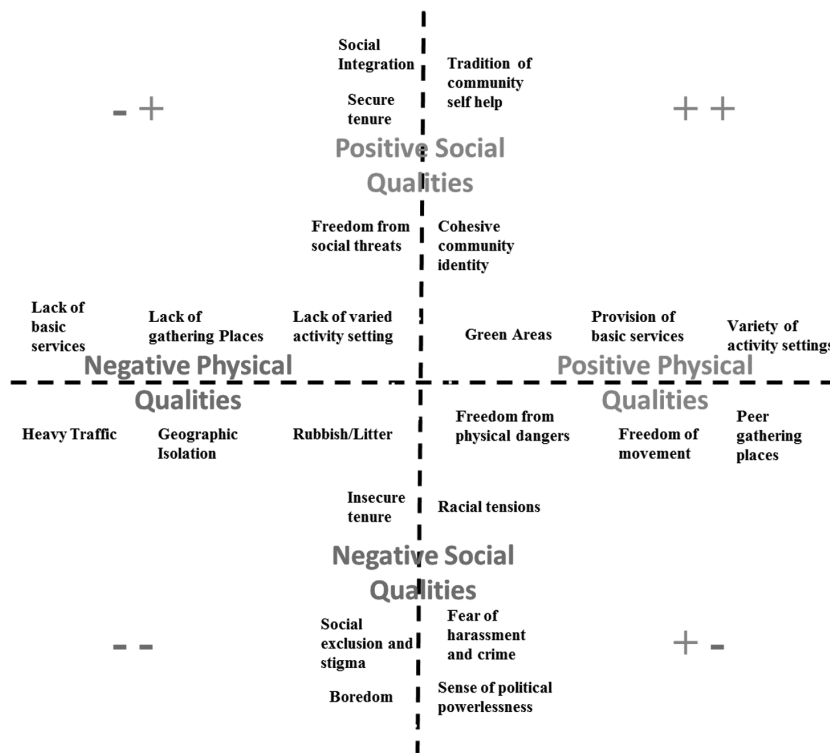 Social
Integration
Tradition of
community
self help
Secure
tenure
- +
+ +
Positive Social
Qualities
Freedom from
social threats
Cohesive
community
identity
Lack of
basic
services
Lack of
gathering Places
Lack of varied
activity setting
Green Areas
Provision of
basic services
Variety of
activity settings
Negative Physical
Qualities
Positive Physical
Qualities
Heavy Traffic
Geographic
Isolation
Rubbish/Litter
Freedom from
physical dangers
Freedom of
movement
Peer
gathering
places
Insecure
tenure
Racial tensions
Negative Social
Qualities
Social
exclusion and
stigma
Fear of
harassment
and crime
- -
+ -
Boredom
Sense of political
powerlessness